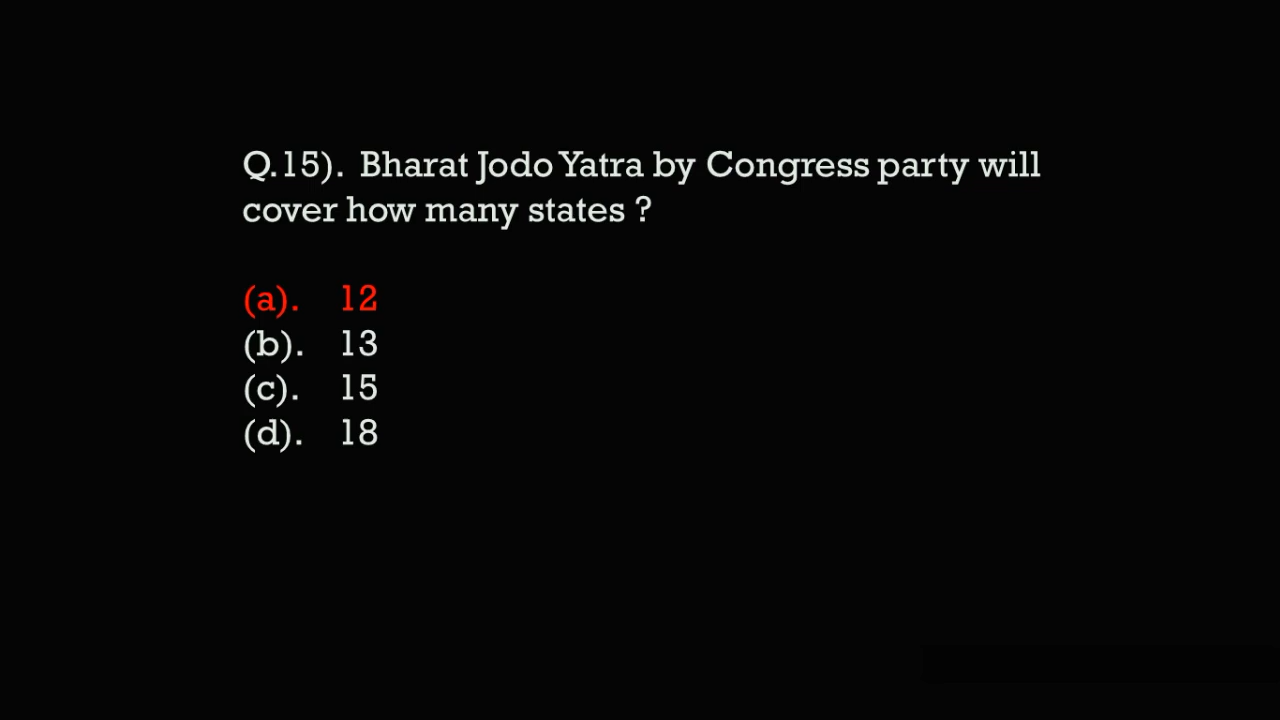 Q.15). Bharat Jodo Yatra by Congress party will
cover how many states ?
(a). 12
(b). 13
(c). 15
(d). 18